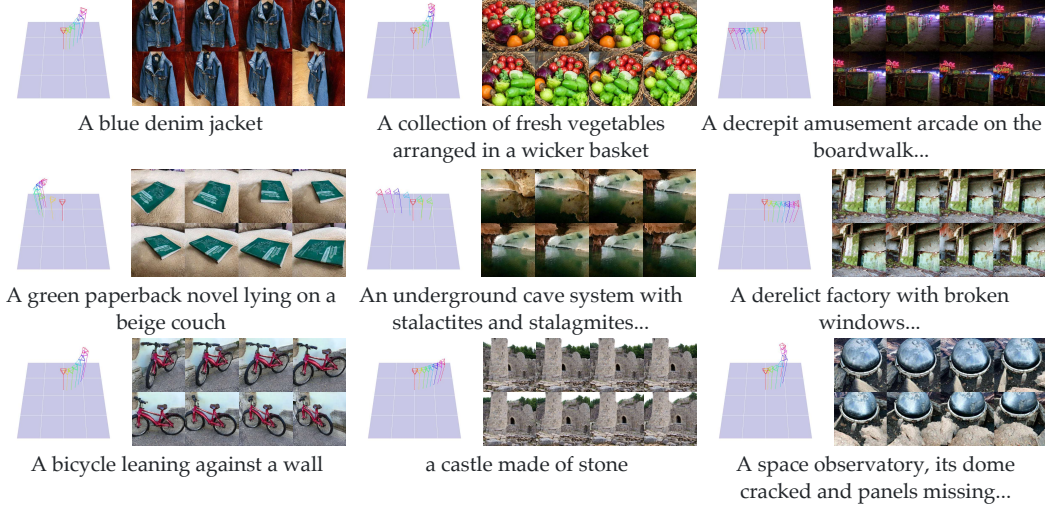 A blue denim jacket
A collection of fresh vegetables
arranged in a wicker basket
A decrepit amusement arcade on the
boardwalk...
A green paperback novel lying on a
beige couch
An underground cave system with
stalactites and stalagmites...
A derelict factory with broken
windows...
A bicycle leaning against a wall
a castle made of stone
A space observatory, its dome
cracked and panels missing...